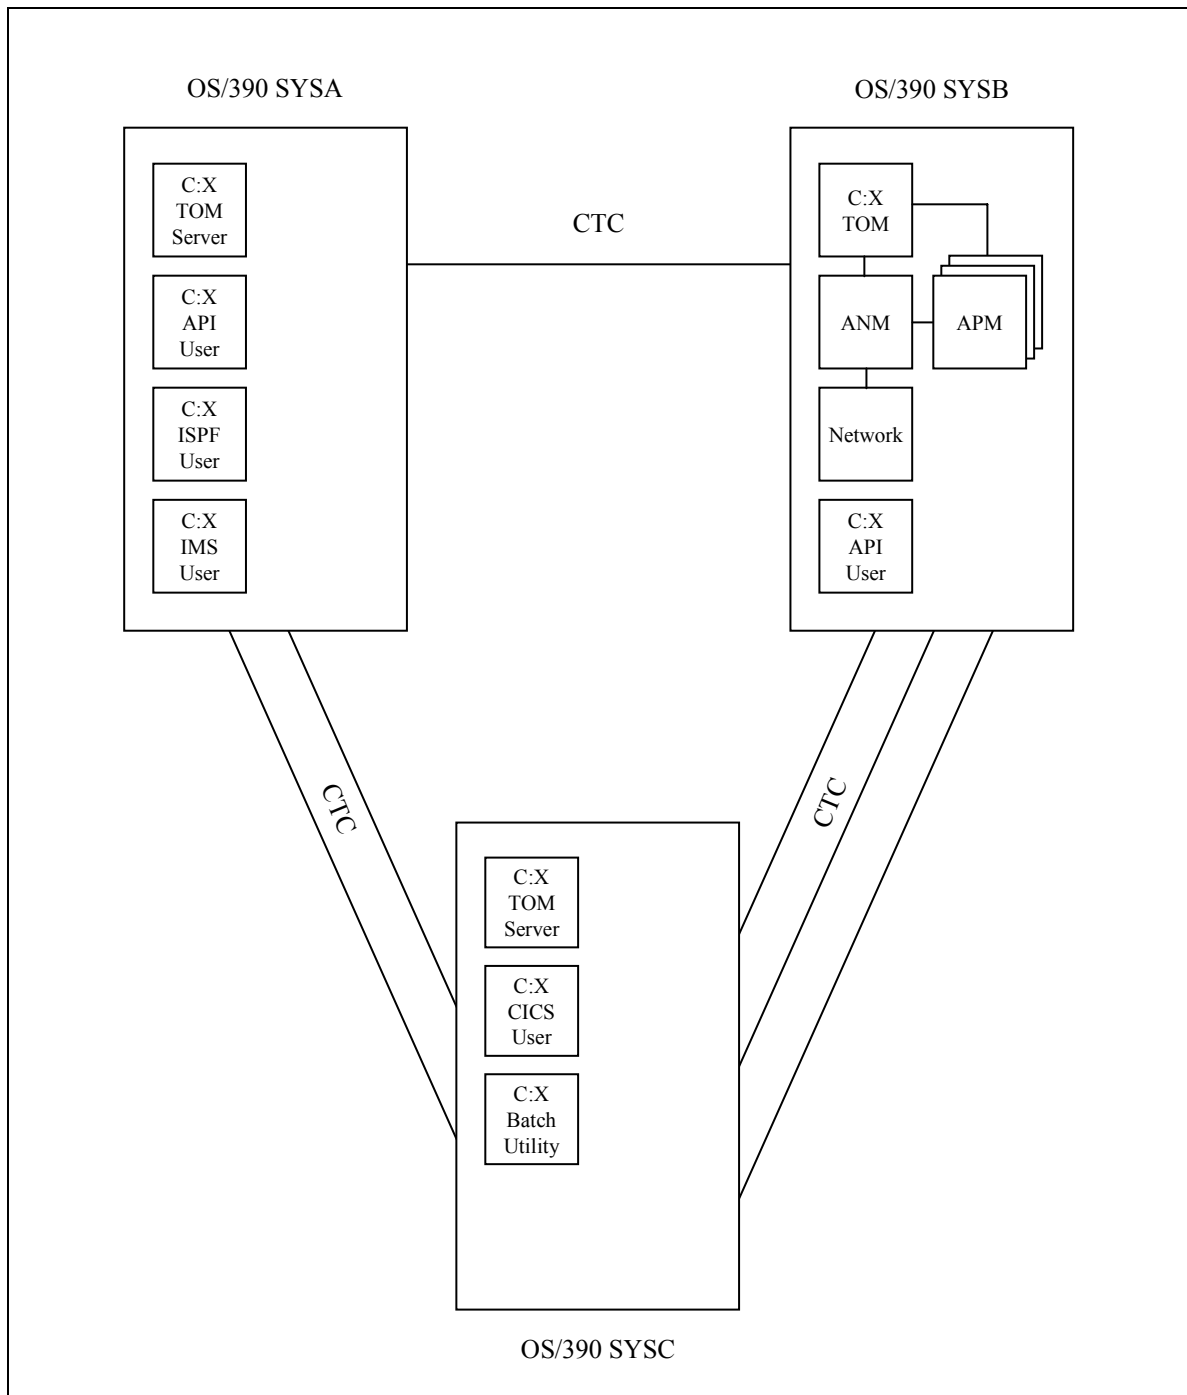 OS/390 SYSA
C:X
TOM
Server
C:X
API
User
C:X
ISPF
User
C:X
IMS
User
CTC
OS/390 SYSB
C:X
TOM
ANM
APM
Network
C:X
API
User
CTC
CTC
C:X
TOM
Server
C:X
CICS
User
C:X
Batch
Utility
OS/390 SYSC